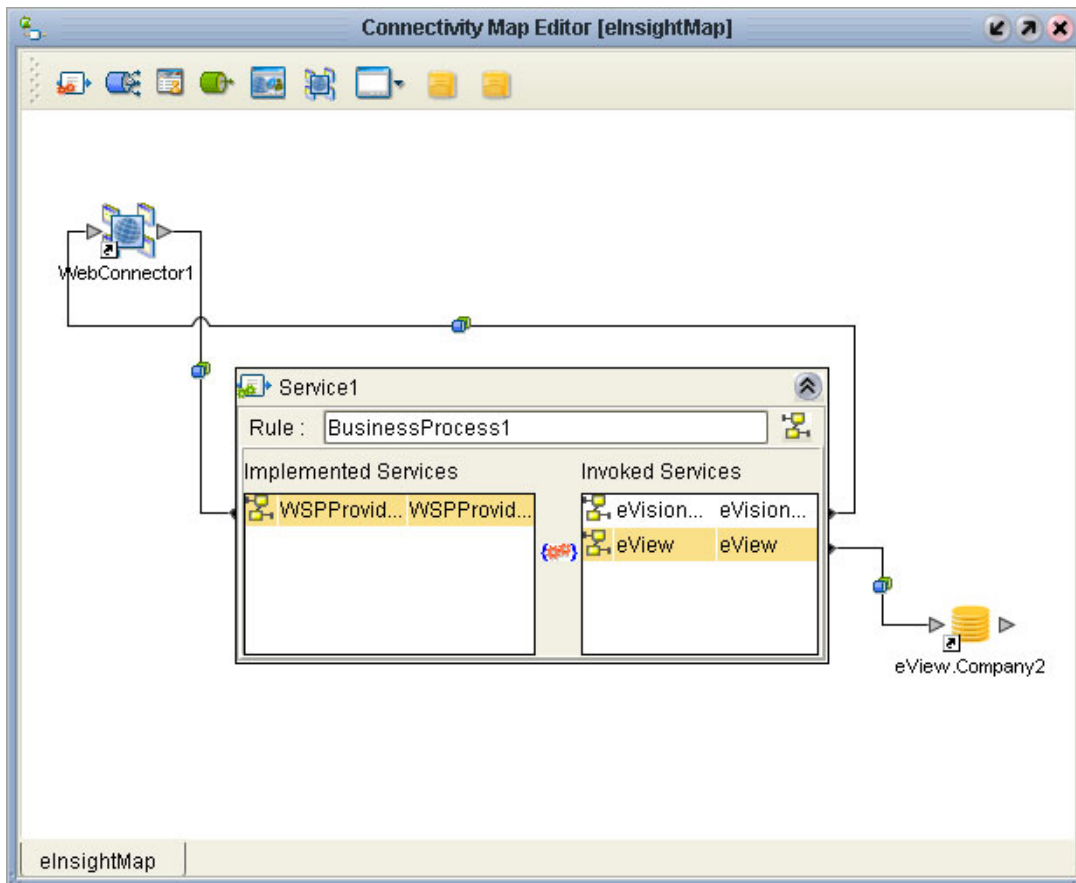 Connectivity Map Editor [eInsightMap]
WebConnector1
Service1
Rule : BusinessProcess1
Implemented Services Invoked Services
WSPProvid... WSPProvid... eVision... eVision...
eView eView
eView.Company2
eInsightMap